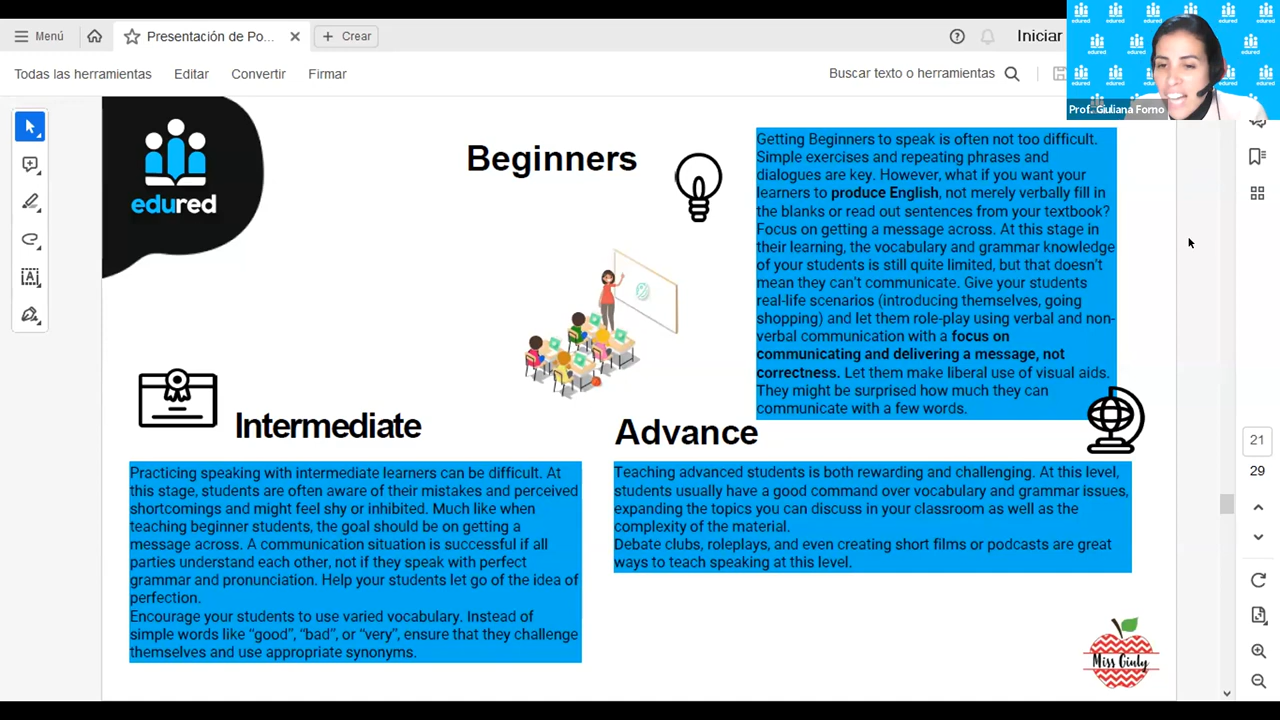 Menú
Presentación de Po...
Crear
Iniciar
Todas las herramientas
Editar
Convertir
Firmar
Buscar texto o herramientas
edured edured edured edured edured
edured edured edured
Prof. Giuliana Forno
edured
Beginners
Getting Beginners to speak is often not too difficult.
Simple exercises and repeating phrases and
dialogues are key. However, what if you want your
learners to produce English, not merely verbally fill in
the blanks or read out sentences from your textbook?
Focus on getting a message across. At this stage in
their learning, the vocabulary and grammar knowledge
of your students is still quite limited, but that doesn't
mean they can't communicate. Give your students
real-life scenarios (introducing themselves, going
shopping) and let them role-play using verbal and non-
verbal communication with a focus on
communicating and delivering a message, not
correctness. Let them make liberal use of visual aids.
They might be surprised how much they can
communicate with a few words.
Intermediate
Practicing speaking with intermediate learners can be difficult. At
this stage, students are often aware of their mistakes and perceived
shortcomings and might feel shy or inhibited. Much like when
teaching beginner students, the goal should be on getting a
message across. A communication situation is successful if all
parties understand each other, not if they speak with perfect
grammar and pronunciation. Help your students let go of the idea of
perfection.
Encourage your students to use varied vocabulary. Instead of
simple words like “good”, “bad”, or “very”, ensure that they challenge
themselves and use appropriate synonyms.
Advance
Teaching advanced students is both rewarding and challenging. At this level,
students usually have a good command over vocabulary and grammar issues,
expanding the topics you can discuss in your classroom as well as the
complexity of the material.
Debate clubs, roleplays, and even creating short films or podcasts are great
ways to teach speaking at this level.
Miss Giuly
21
29